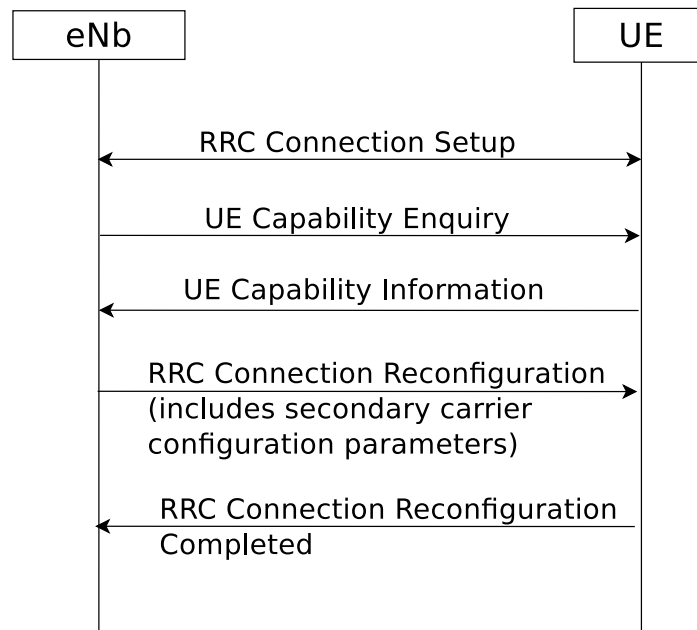 eNb
UE
RRC Connection Setup
UE Capability Enquiry
UE Capability Information
RRC Connection Reconfiguration
(includes secondary carrier
configuration parameters)
RRC Connection Reconfiguration
Completed